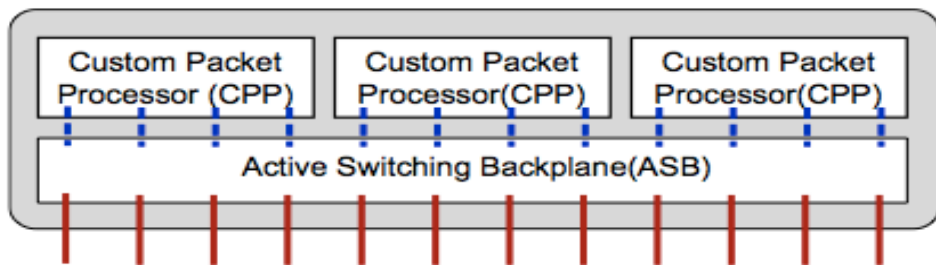 Custom Packet
Processor (CPP)
Custom Packet
Processor(CPP)
Custom Packet
Processor(CPP)
Active Switching Backplane(ASB)